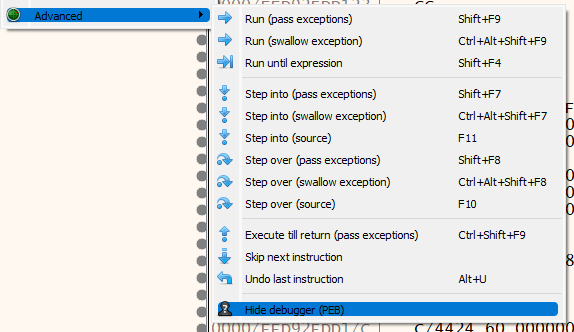 Advanced
Run (pass exceptions) Shift+F9
Run (swallow exception) Ctrl+Alt+Shift+F9
Run until expression Shift+F4
Step into (pass exceptions) Shift+F7
Step into (swallow exception) Ctrl+Alt+Shift+F7
Step into (source) F11
Step over (pass exceptions) Shift+F8
Step over (swallow exception) Ctrl+Alt+Shift+F8
Step over (source) F10
Execute till return (pass exceptions) Ctrl+Shift+F9
Skip next instruction
Undo last instruction Alt+U
Hide debugger (PEB)